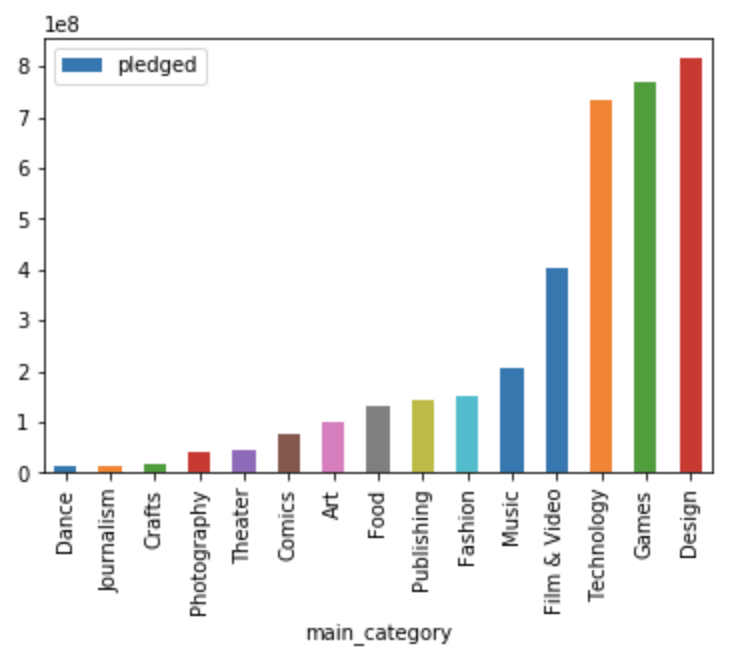 1e8
pledged
8
7
6
5
4
3
2
1
0
Dance
Journalism
Crafts
Photography
Theater
Comics
Art
Food
Publishing
Fashion
Music
Film & Video
Technology
Games
Design
main_category